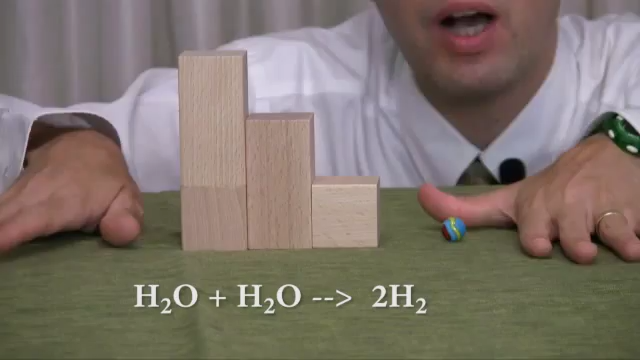 H₂O + H₂O --> 2H₂